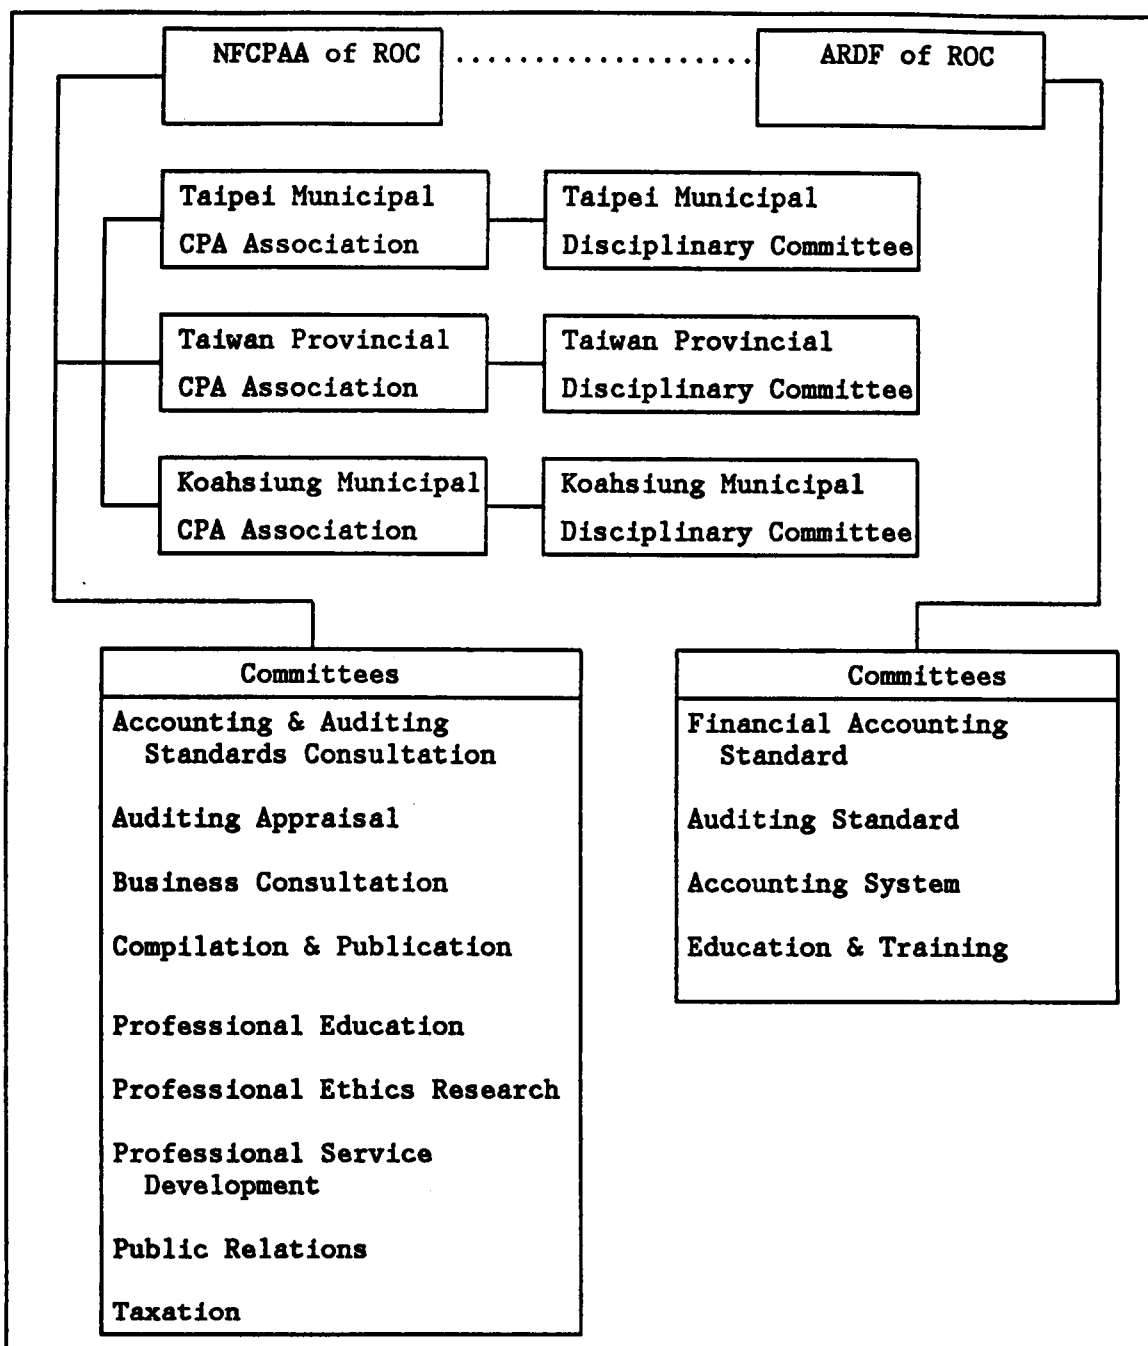 NFCPAA of ROC ................... ARDF of ROC
Taipei Municipal
CPA Association
Taipei Municipal
Disciplinary Committee
Taiwan Provincial
CPA Association
Taiwan Provincial
Disciplinary Committee
Koahsiung Municipal
CPA Association
Koahsiung Municipal
Disciplinary Committee
Committees
Accounting & Auditing
Standards Consultation
Auditing Appraisal
Business Consultation
Compilation & Publication
Professional Education
Professional Ethics Research
Professional Service
Development
Public Relations
Taxation
Committees
Financial Accounting
Standard
Auditing Standard
Accounting System
Education & Training